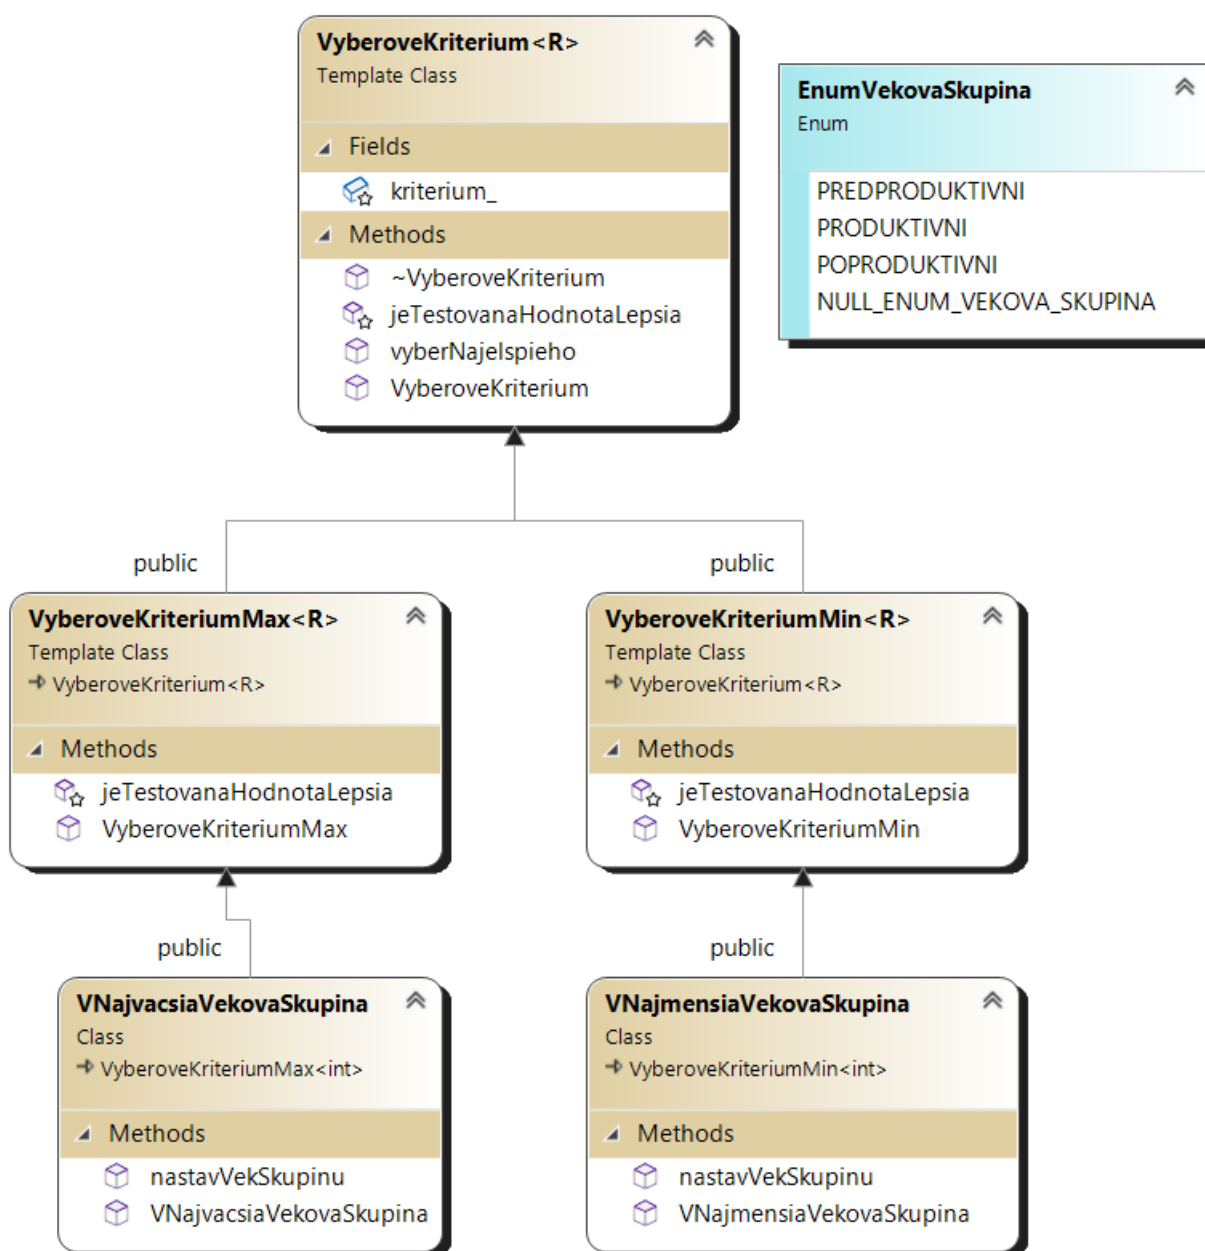 VyberoveKriterium<R>
Template Class
Fields
kriterium_
Methods
~VyberoveKriterium
jeTestovanaHodnotaLepsia
vyberNajelspieho
VyberoveKriterium
EnumVekovaSkupina
Enum
PREDPRODUKTIVNI
PRODUKTIVNI
POPRODUKTIVNI
NULL_ENUM_VEKOVA_SKUPINA
public
public
VyberoveKriteriumMax<R>
Template Class
VyberoveKriterium<R>
Methods
jeTestovanaHodnotaLepsia
VyberoveKriteriumMax
VyberoveKriteriumMin<R>
Template Class
VyberoveKriterium<R>
Methods
jeTestovanaHodnotaLepsia
VyberoveKriteriumMin
public
public
VNajvacsiaVekovaSkupina
Class
VyberoveKriteriumMax<int>
Methods
nastavVekSkupinu
VNajvacsiaVekovaSkupina
VNajmensiaVekovaSkupina
Class
VyberoveKriteriumMin<int>
Methods
nastavVekSkupinu
VNajmensiaVekovaSkupina